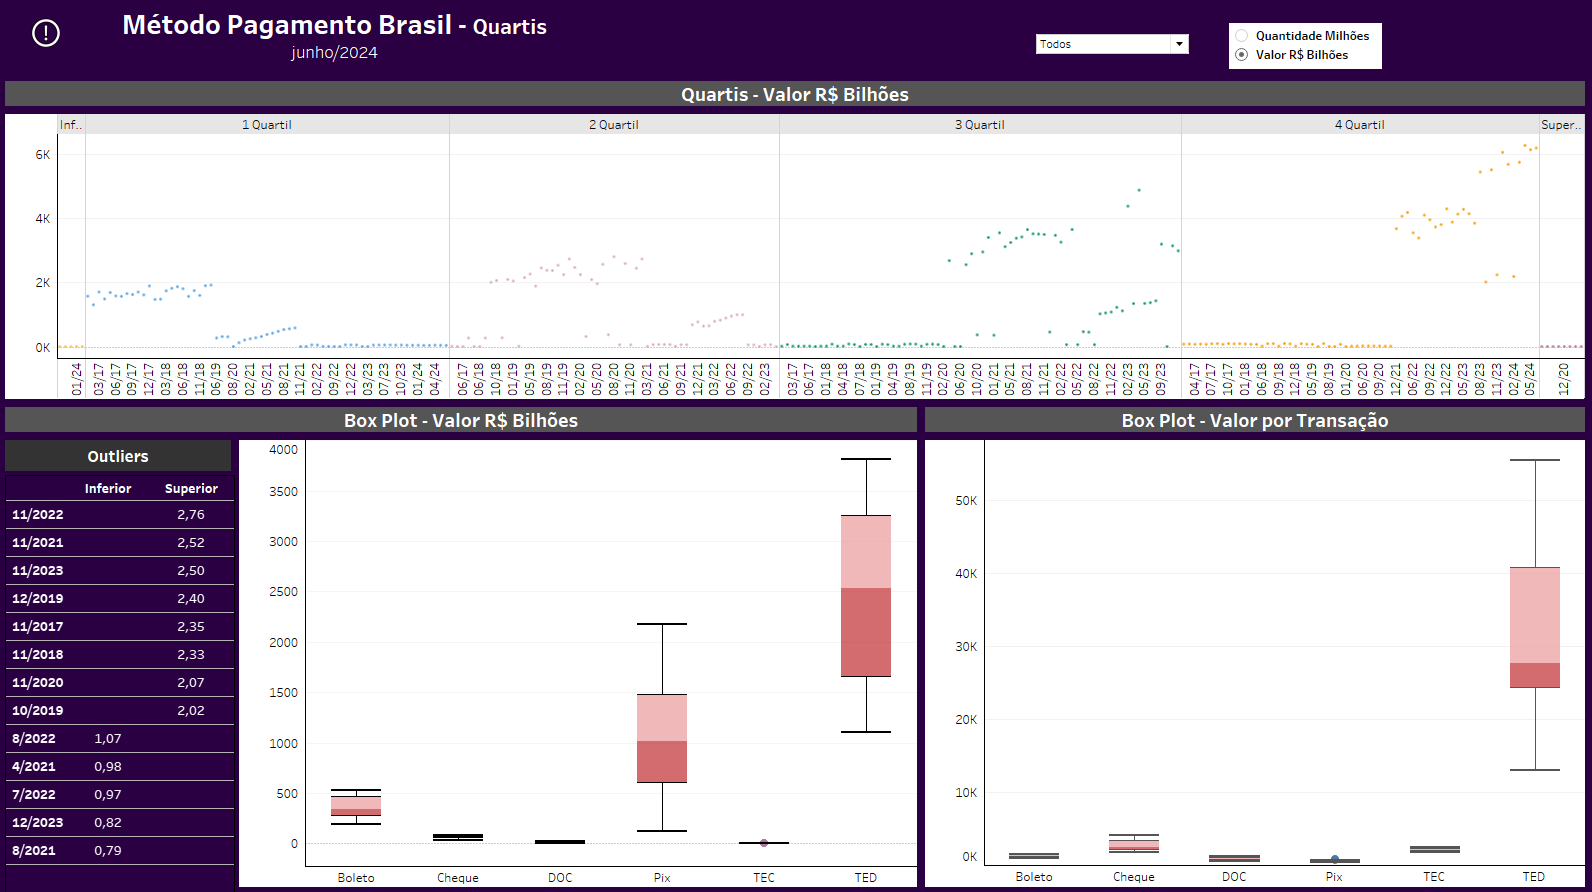 Método Pagamento Brasil - Quartis
junho/2024
Todos
Quantidade Milhões
Valor R$ Bilhões
Quartis - Valor R$ Bilhões
Inf.. 1 Quartil 2 Quartil 3 Quartil 4 Quartil Super..
6K
4K
2K
0K
01/24 03/17 06/17 09/17 12/17 03/18 06/18 11/18 06/19 08/20 02/21 05/21 08/21 11/21 02/22 09/22 12/22 03/23 07/23 10/23 04/24 06/17 06/18 10/18 01/19 05/19 08/19 11/19 02/20 05/20 08/20 11/20 03/21 06/21 09/21 12/21 03/22 06/22 09/22 02/23 03/17 06/17 01/18 04/18 07/18 01/19 04/19 08/19 11/19 02/20 06/20 10/20 01/21 05/21 08/21 11/21 02/22 05/22 08/22 11/22 02/23 05/23 09/23 04/17 07/17 10/17 01/18 04/18 09/18 12/18 05/19 08/19 01/20 06/20 09/20 12/21 06/22 09/22 02/23 05/23 08/23 11/23 02/24 05/24 12/20
Box Plot - Valor R$ Bilhões
Box Plot - Valor por Transação
Outliers
Inferior Superior
11/2022 2,76
11/2021 2,52
11/2023 2,50
12/2019 2,40
11/2017 2,35
11/2018 2,33
11/2020 2,07
10/2019 2,02
8/2022 1,07
4/2021 0,98
7/2022 0,97
12/2023 0,82
8/2021 0,79
4000
3500
3000
2500
2000
1500
1000
500
0
Boleto Cheque DOC Pix TEC TED
50K
40K
30K
20K
10K
0K
Boleto Cheque DOC Pix TEC TED